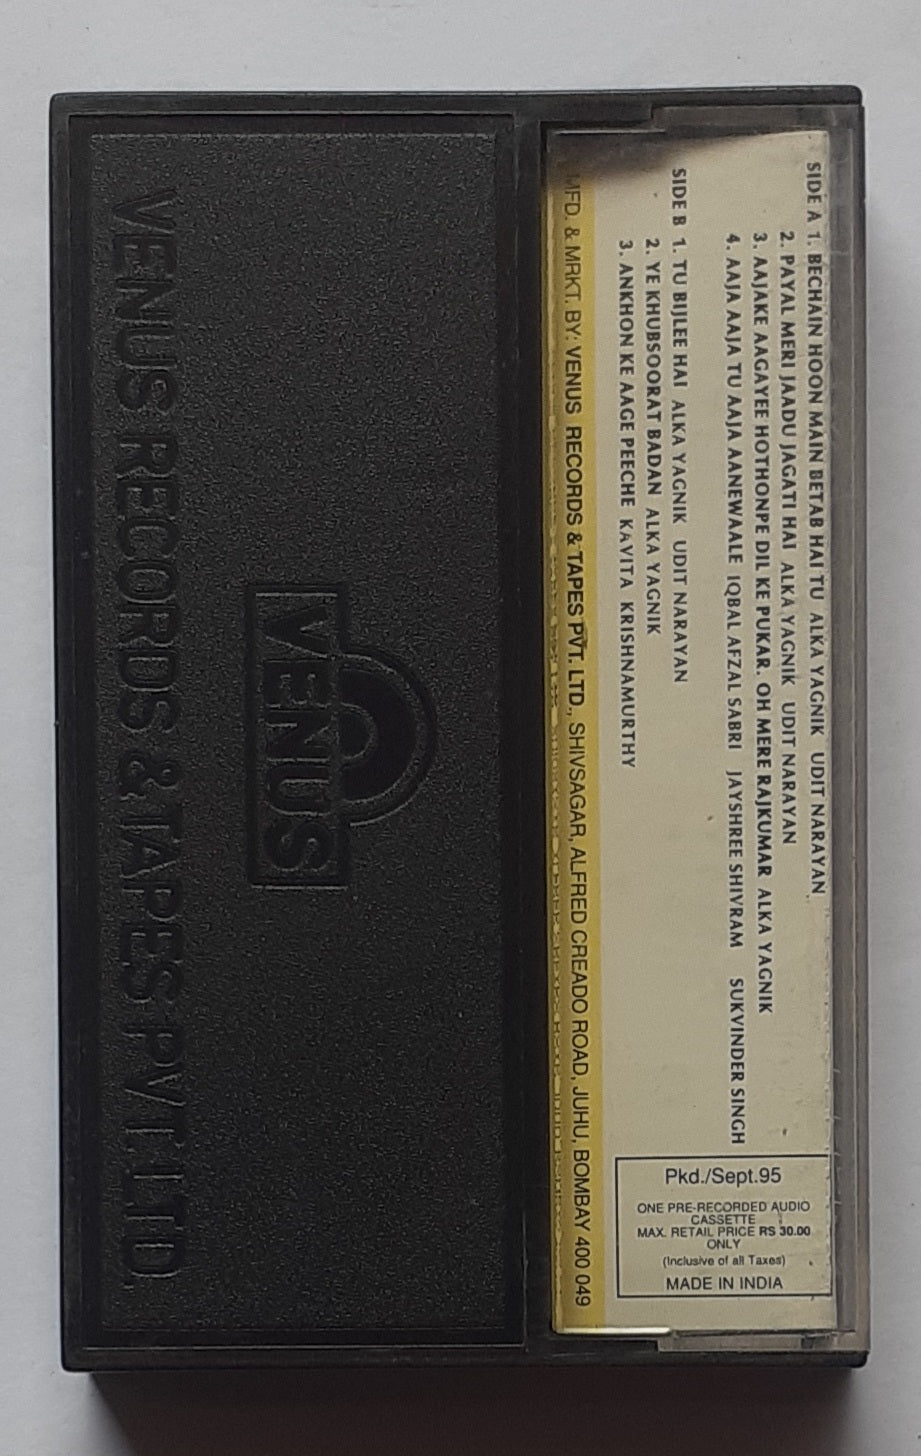 SIDE A 1. BECHAIN HOON MAIN BETAB HAI TU ALKA YAGNIK UDIT NARAYAN.
2. PAYAL MERI JAADU JAGATI HAI ALKA YAGNIK UDIT NARAYAN
3. AAJAKE AAGAYEE HOTHONPE DIL KE PUKAR. OH MERE RAJKUMAR ALKA YAGNIK
4. AAJA AAJA TU AAJA AANEWAALE IQBAL AFZAL SABRI JAYSHREE SHIVRAM SUKVINDER SINGH
SIDE B 1. TU BIJLEE HAI ALKA YAGNIK UDIT NARAYAN
2. YE KHUBSOORAT BADAN ALKA YAGNIK
3. ANKHON KE AAGE PEECHE KAVITA KRISHNAMURTHY
Pkd./Sept.95
ONE PRE-RECORDED AUDIO
CASSETTE
MAX. RETAIL PRICE RS 30.00
ONLY
(Inclusive of all Taxes)
MADE IN INDIA
MFD. & MRKT. BY: VENUS RECORDS & TAPES PVT. LTD., SHIVSAGAR, ALFRED CREADO ROAD, JUHU, BOMBAY 400 049
VENUS
VENUS RECORDS & TAPES PVT. LTD.